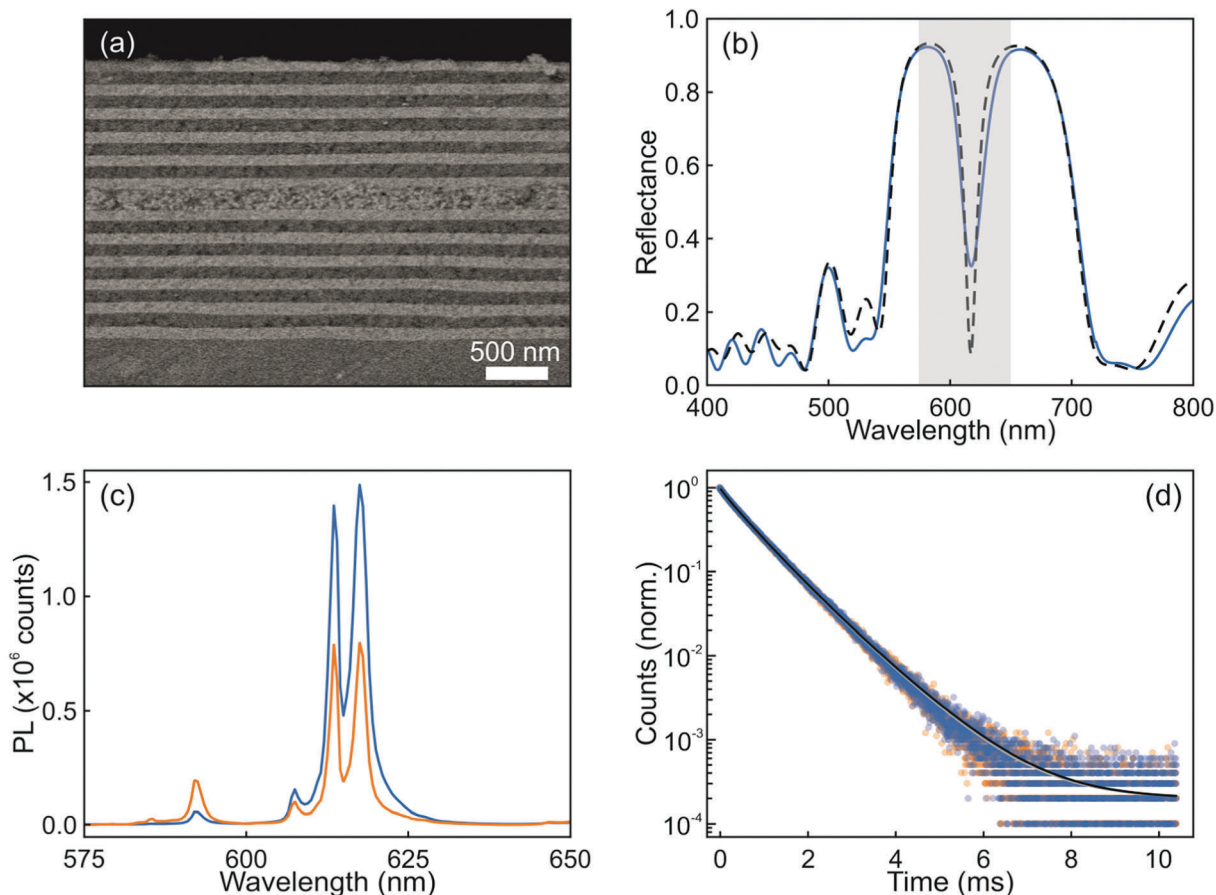 (a)
500 nm
(b)
1.0
0.8
0.6
0.4
0.2
0.0
Reflectance
400
500
600
700
800
Wavelength (nm)
(c)
1.5
1.0
0.5
0.0
PL (x10⁶ counts)
575
600
625
650
Wavelength (nm)
(d)
10⁰
10⁻¹
10⁻²
10⁻³
10⁻⁴
Counts (norm.)
0
2
4
6
8
10
Time (ms)